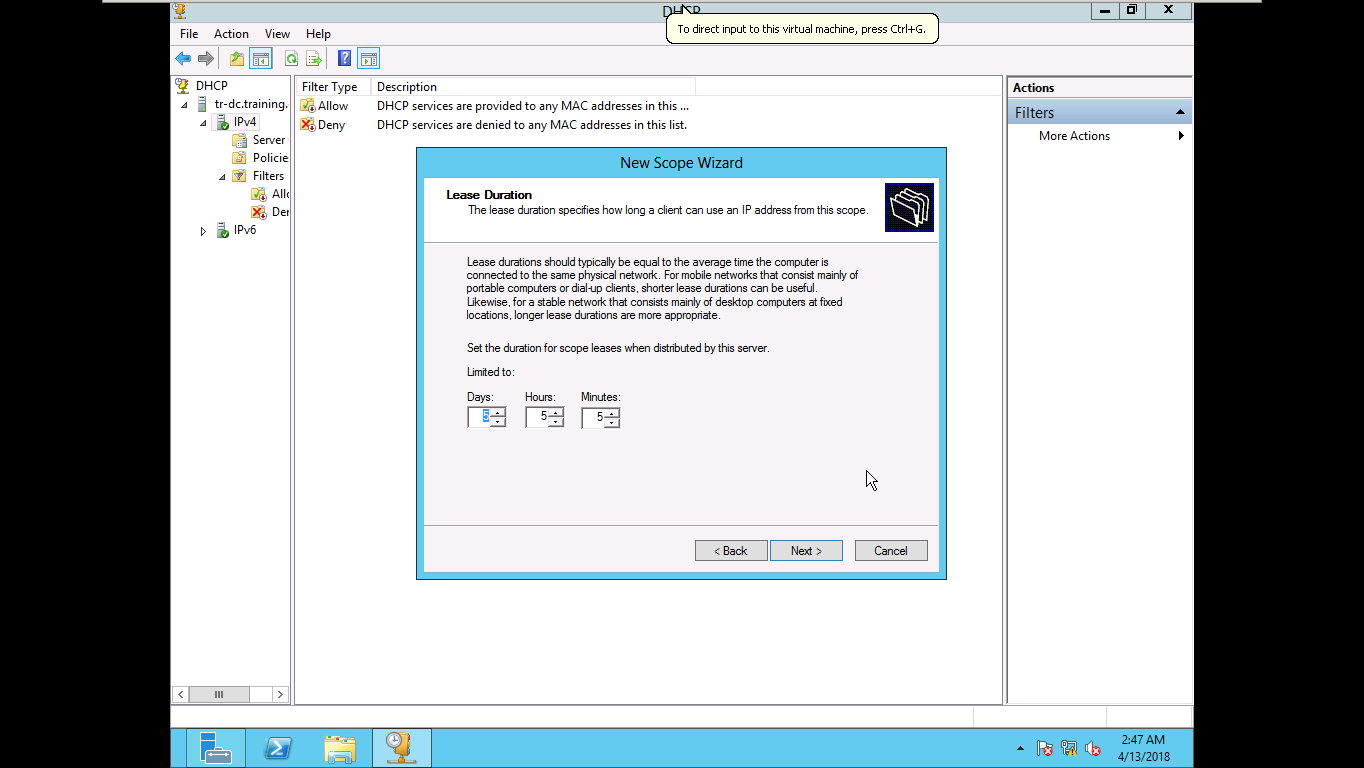 DHCP
To direct input to this virtual machine, press Ctrl+G.
File Action View Help
DHCP
tr-dc.training.
IPv4
Server
Policie
Filters
Allo
Der
IPv6
Filter Type Description
Allow DHCP services are provided to any MAC addresses in this ...
Deny DHCP services are denied to any MAC addresses in this list.
Actions
Filters
More Actions
New Scope Wizard
Lease Duration
The lease duration specifies how long a client can use an IP address from this scope.
Lease durations should typically be equal to the average time the computer is
connected to the same physical network. For mobile networks that consist mainly of
portable computers or dial-up clients, shorter lease durations can be useful.
Likewise, for a stable network that consists mainly of desktop computers at fixed
locations, longer lease durations are more appropriate.
Set the duration for scope leases when distributed by this server.
Limited to:
Days: Hours: Minutes:
5 5 5
< Back Next > Cancel
2:47 AM
4/13/2018